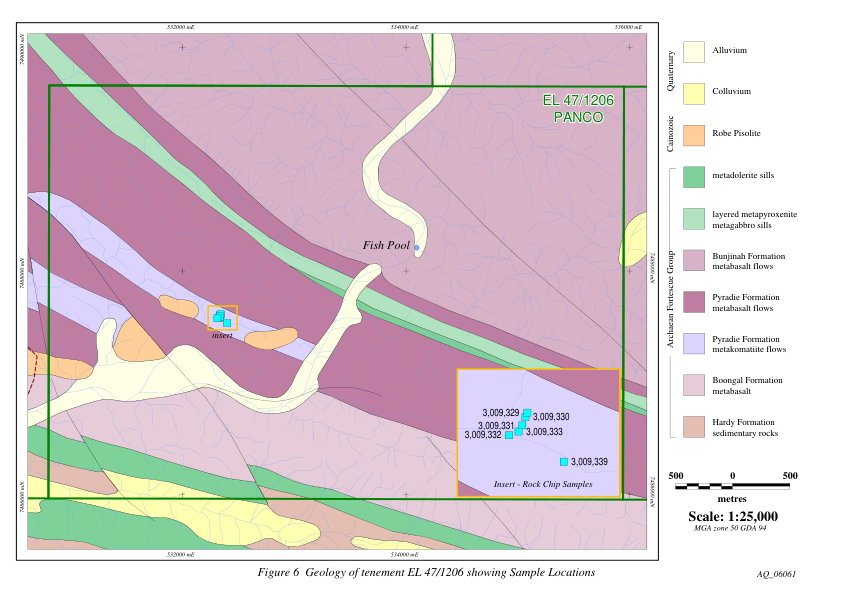 532000 mE
534000 mE
536000 mE
7490000 mN
EL 47/1206
PANCO
Fish Pool
7488000 mN
7488000 mN
insert
3,009,329
3,009,330
3,009,331
3,009,333
3,009,332
3,009,339
Insert - Rock Chip Samples
7486000 mN
7486000 mN
532000 mE
534000 mE
Quaternary
Cainozoic
Archaean Fortescue Group
Alluvium
Colluvium
Robe Pisolite
metadolerite sills
layered metapyroxenite
metagabbro sills
Bunjinah Formation
metabasalt flows
Pyradie Formation
metabasalt flows
Pyradie Formation
metakomatiite flows
Boongal Formation
metabasalt
Hardy Formation
sedimentary rocks
500 0 500
metres
Scale: 1:25,000
MGA zone 50 GDA 94
Figure 6 Geology of tenement EL 47/1206 showing Sample Locations
AQ_06061